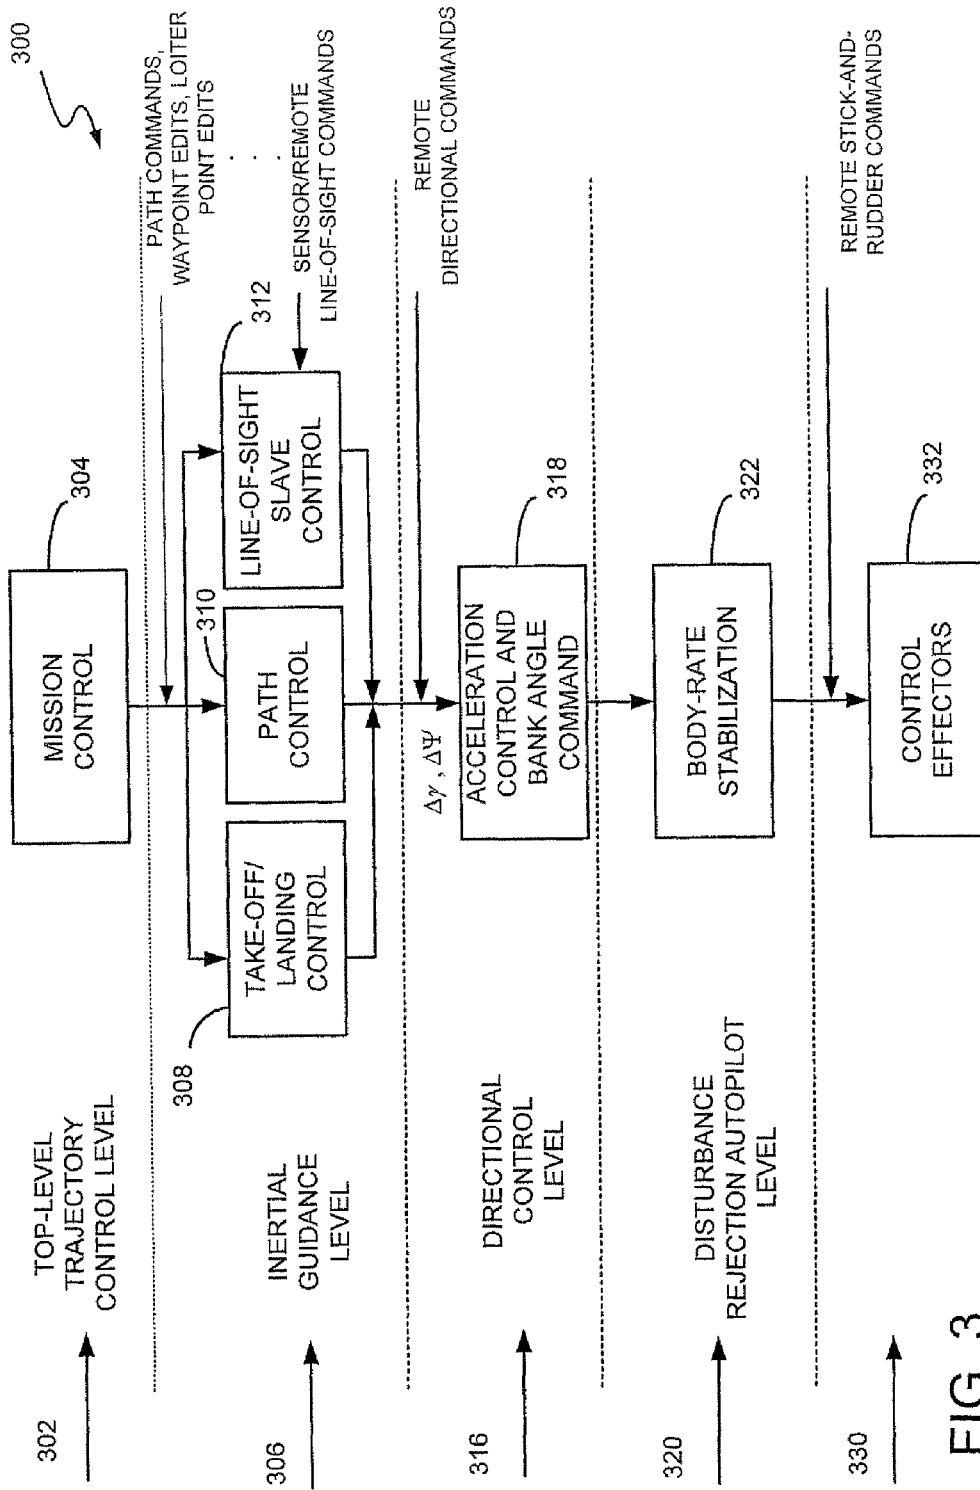 300
302
TOP-LEVEL
TRAJECTORY
CONTROL LEVEL
MISSION
CONTROL
304
PATH COMMANDS,
WAYPOINT EDITS, LOITER
POINT EDITS
. . .
306
INERTIAL
GUIDANCE
LEVEL
308
TAKE-OFF/
LANDING
CONTROL
310
PATH
CONTROL
312
LINE-OF-SIGHT
SLAVE
CONTROL
SENSOR/REMOTE
LINE-OF-SIGHT COMMANDS
REMOTE
DIRECTIONAL COMMANDS
Δγ , ΔΨ
316
DIRECTIONAL
CONTROL
LEVEL
ACCELERATION
CONTROL AND
BANK ANGLE
COMMAND
318
320
DISTURBANCE
REJECTION AUTOPILOT
LEVEL
BODY-RATE
STABILIZATION
322
REMOTE STICK-AND-
RUDDER COMMANDS
330
CONTROL
EFFECTORS
332
FIG. 3